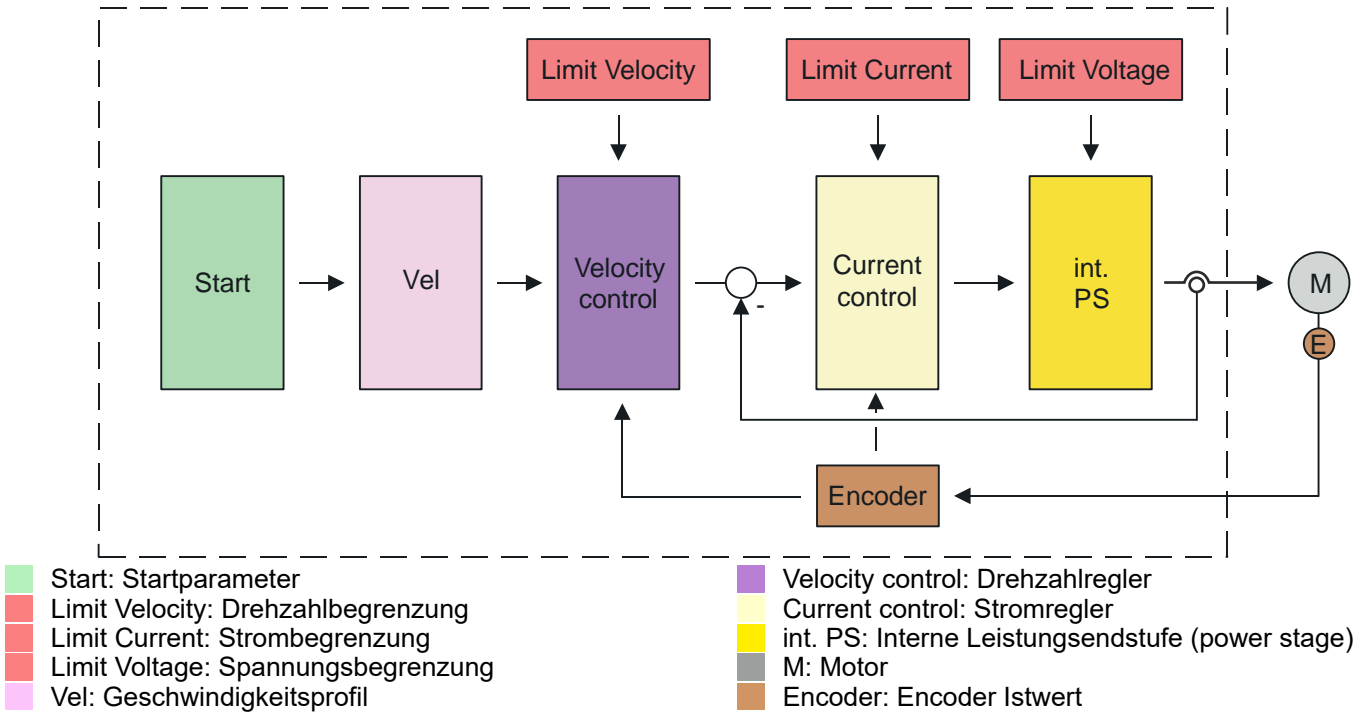 Limit Velocity
Limit Current
Limit Voltage
Start
Vel
Velocity
control
-
Current
control
int.
PS
M
E
Encoder
Start: Startparameter
Limit Velocity: Drehzahlbegrenzung
Limit Current: Strombegrenzung
Limit Voltage: Spannungsbegrenzung
Vel: Geschwindigkeitsprofil
Velocity control: Drehzahlregler
Current control: Stromregler
int. PS: Interne Leistungsendstufe (power stage)
M: Motor
Encoder: Encoder Istwert